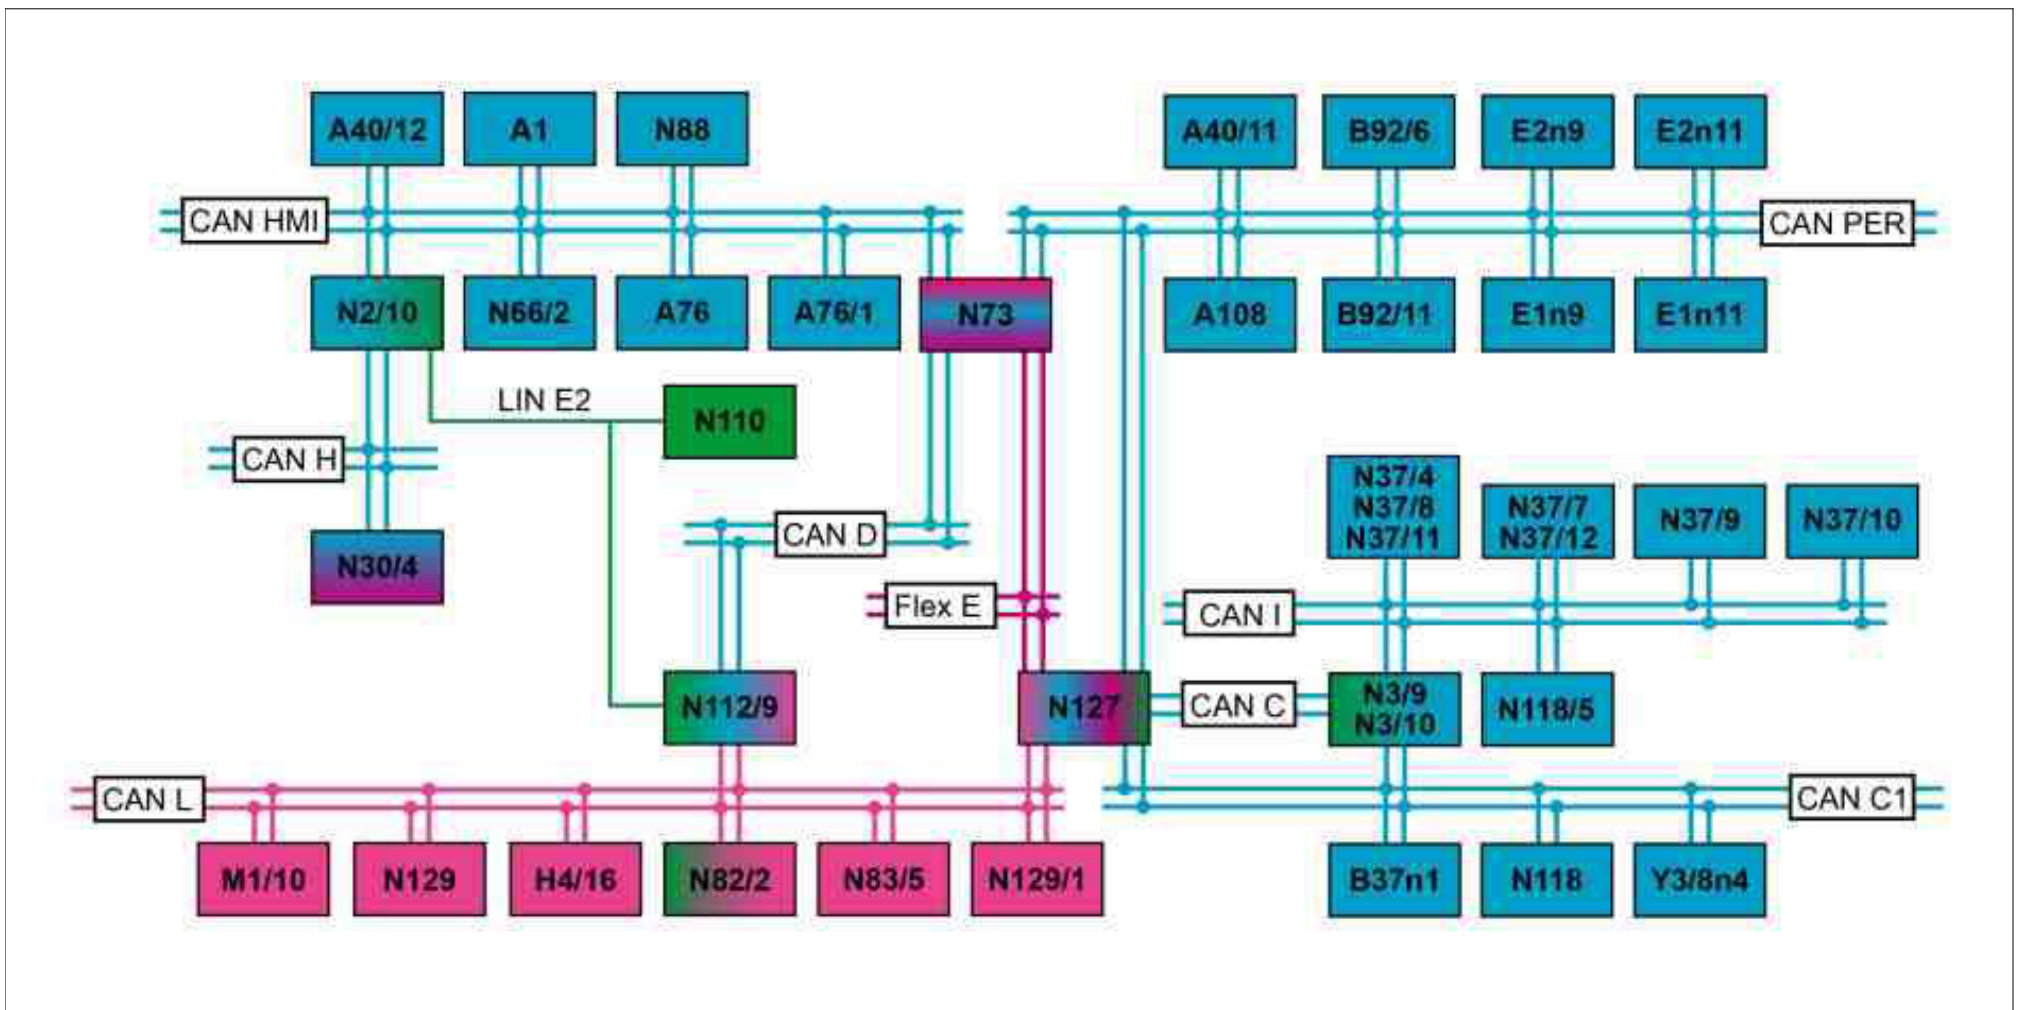 A40/12
A1
N88
A40/11
B92/6
E2n9
E2n11
CAN HMI
CAN PER
N2/10
N66/2
A76
A76/1
N73
A108
B92/11
E1n9
E1n11
LIN E2
N110
CAN H
N37/4
N37/8
N37/11
N37/7
N37/12
N37/9
N37/10
CAN D
N30/4
Flex E
CAN I
N112/9
N127
CAN C
N3/9
N3/10
N118/5
CAN L
CAN C1
M1/10
N129
H4/16
N82/2
N83/5
N129/1
B37n1
N118
Y3/8n4